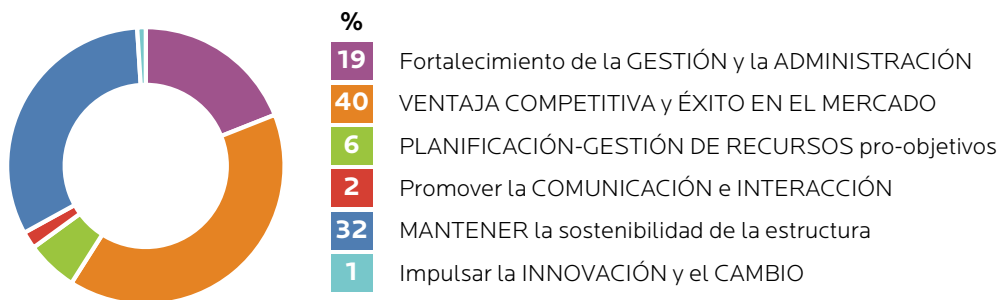 %
19 Fortalecimiento de la GESTIÓN y la ADMINISTRACIÓN
40 VENTAJA COMPETITIVA y ÉXITO EN EL MERCADO
6 PLANIFICACIÓN-GESTIÓN DE RECURSOS pro-objetivos
2 Promover la COMUNICACIÓN e INTERACCIÓN
32 MANTENER la sostenibilidad de la estructura
1 Impulsar la INNOVACIÓN y el CAMBIO